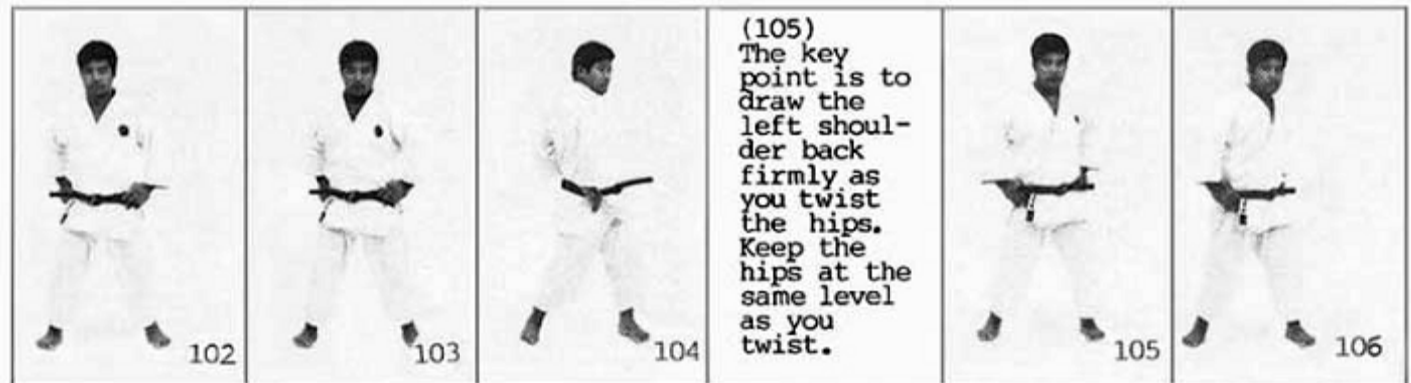 102
103
104
(105)
The key
point is to
draw the
left shoul-
der back
firmly as
you twist
the hips.
Keep the
hips at the
same level
as you
twist.
105
106